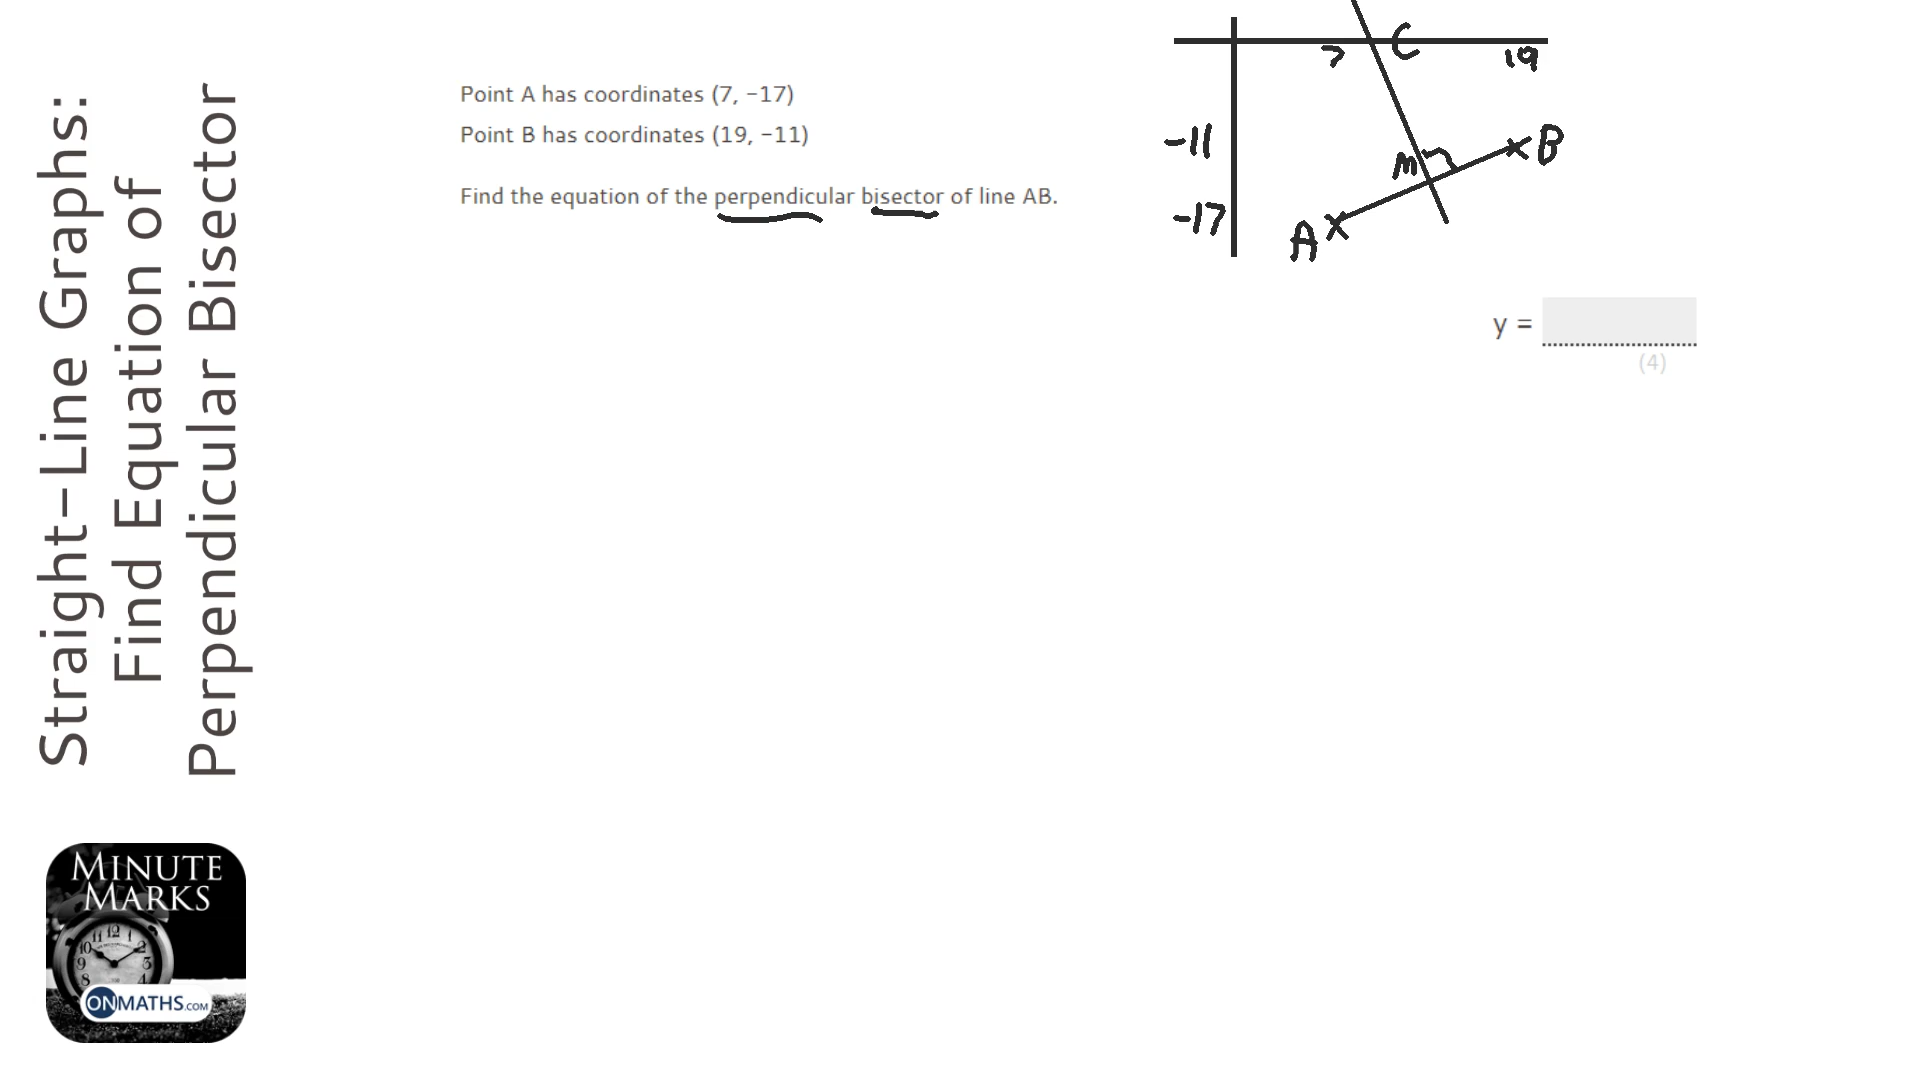 Straight-Line Graphs:
Find Equation of
Perpendicular Bisector
Point A has coordinates (7, -17)
Point B has coordinates (19, -11)
Find the equation of the perpendicular bisector of line AB.
7 C 19
-11
M B
-17
A
y =
(4)
MINUTE
MARKS
ONMATHS.COM